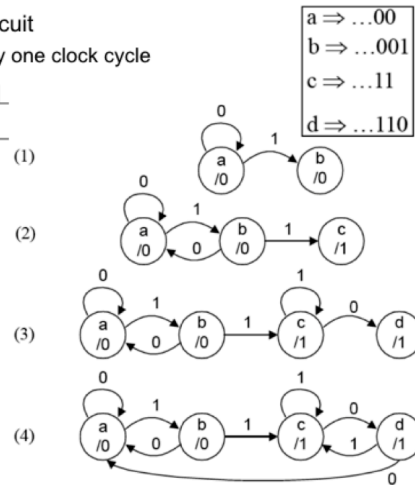 cuit
y one clock cycle
a ⇒ ...00
b ⇒ ...001
c ⇒ ...11
d ⇒ ...110
(1)
0
1
a
/0
b
/0
(2)
0
1
0
1
a
/0
b
/0
c
/1
(3)
0
1
0
1
1
0
a
/0
b
/0
c
/1
d
/1
(4)
0
1
0
1
1
0
1
0
a
/0
b
/0
c
/1
d
/1